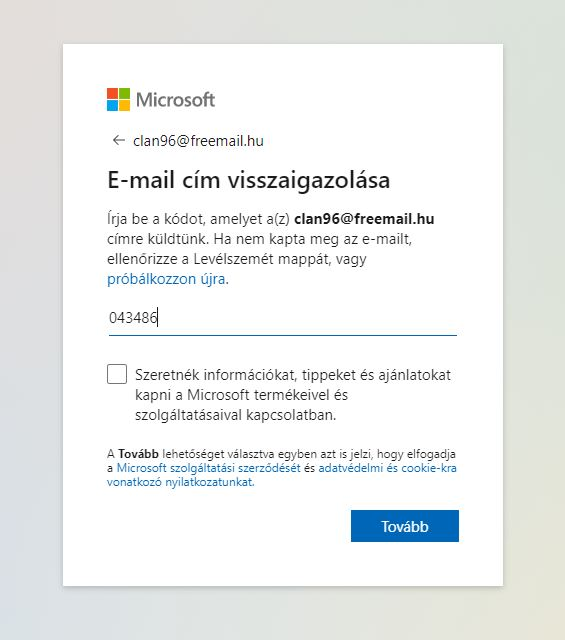 Microsoft
← clan96@freemail.hu
E-mail cím visszaigazolása
Írja be a kódot, amelyet a(z) clan96@freemail.hu
címre küldtünk. Ha nem kapta meg az e-mailt,
ellenőrizze a Levélszemét mappát, vagy
próbálkozzon újra.
043486
Szeretnék információkat, tippeket és ajánlatokat
kapni a Microsoft termékeivel és
szolgáltatásaival kapcsolatban.
A Tovább lehetőséget választva egyben azt is jelzi, hogy elfogadja
a Microsoft szolgáltatási szerződését és adatvédelmi és cookie-kra
vonatkozó nyilatkozatunkat.
Tovább